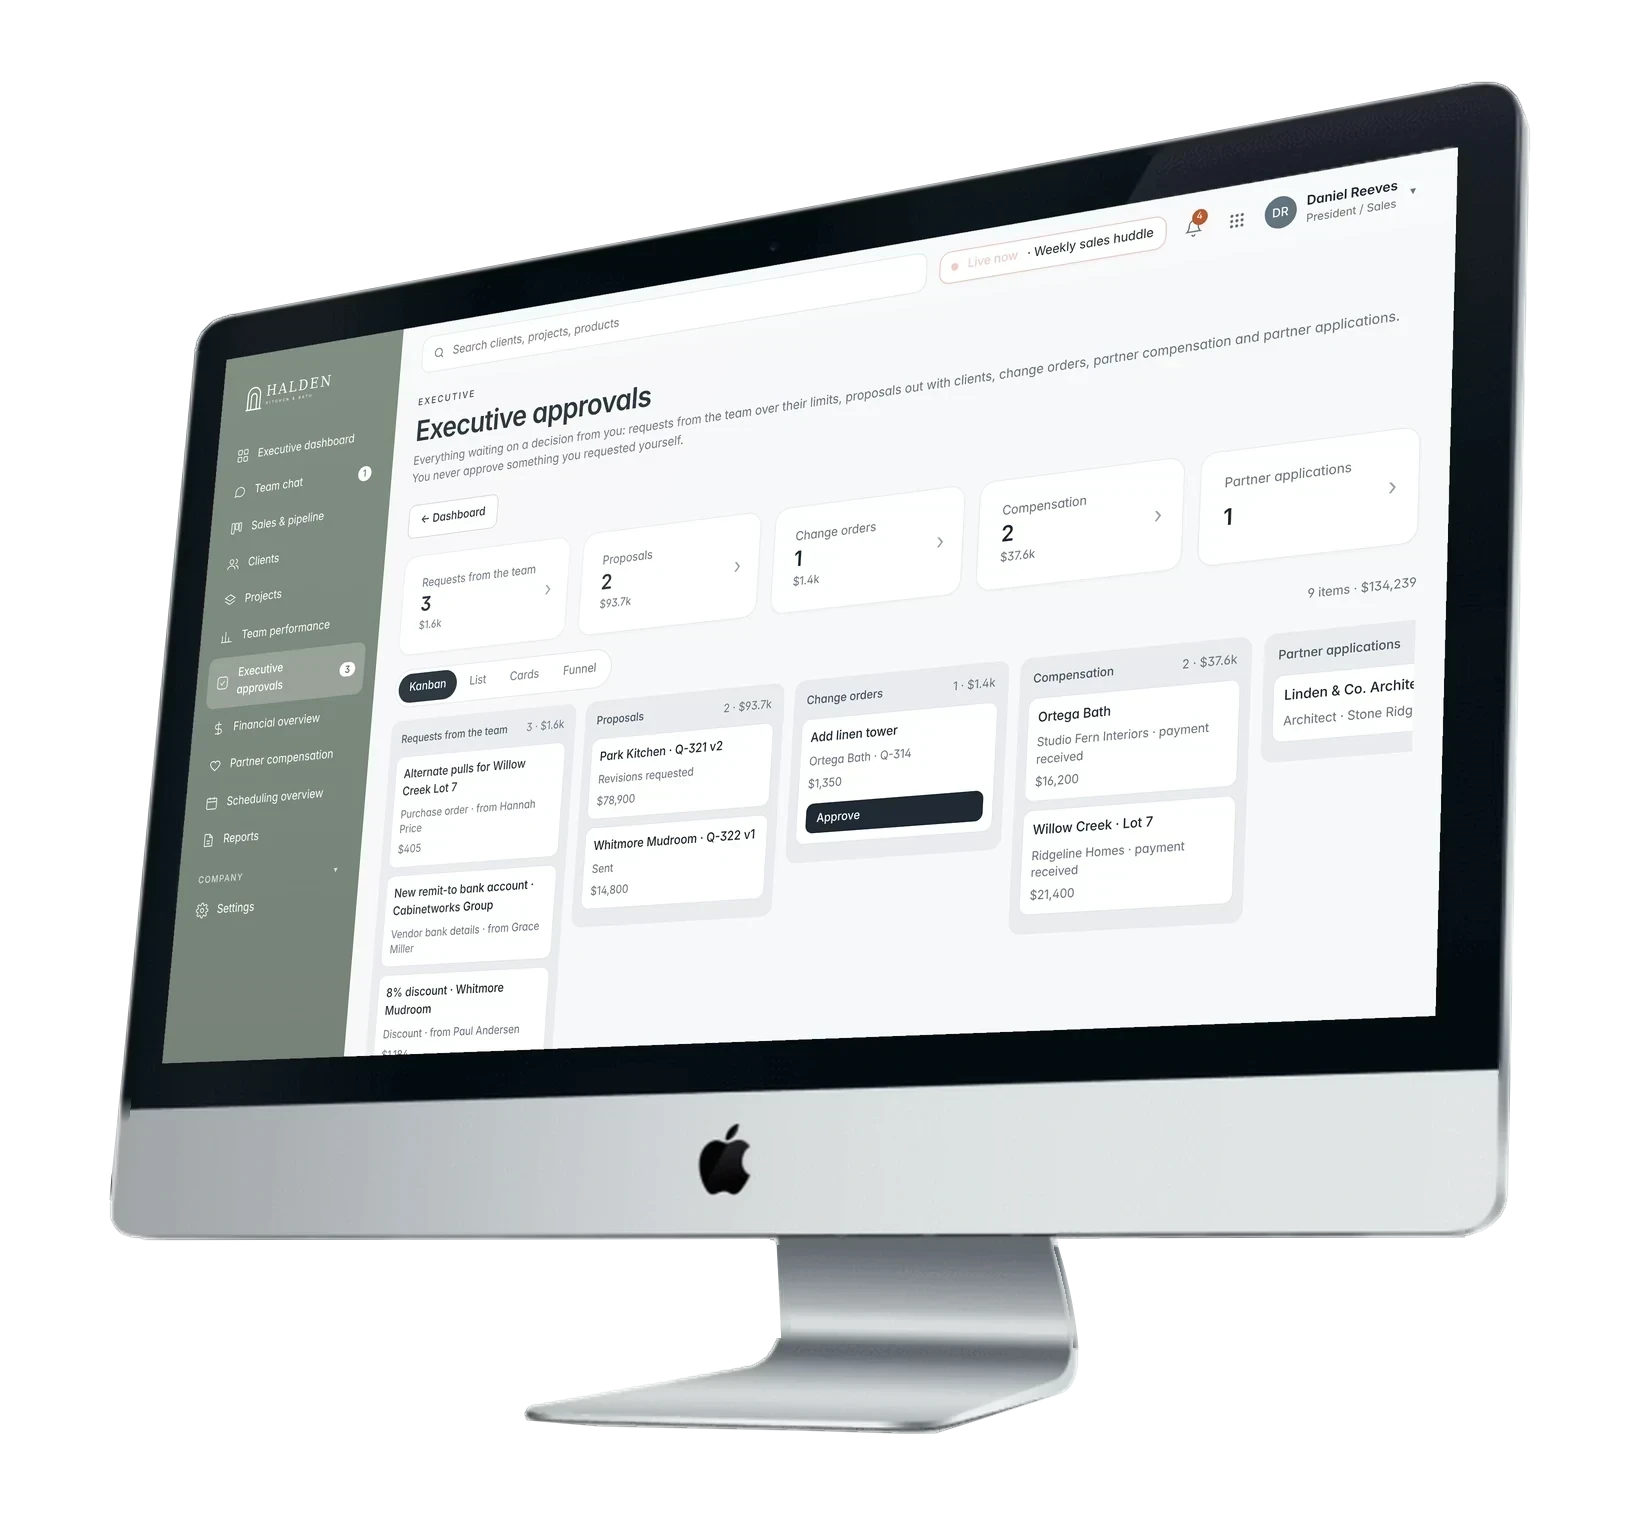 HALDEN
KITCHEN & BATH
Executive dashboard
Team chat
1
Sales & pipeline
Clients
Projects
Team performance
Executive
approvals
3
Financial overview
Partner compensation
Scheduling overview
Reports
COMPANY
Settings
Search clients, projects, products
Live now · Weekly sales huddle
4
DR
Daniel Reeves
President / Sales
EXECUTIVE
Executive approvals
Everything waiting on a decision from you: requests from the team over their limits, proposals out with clients, change orders, partner compensation and partner applications.
You never approve something you requested yourself.
← Dashboard
Requests from the team
3
$1.6k
Proposals
2
$93.7k
Change orders
1
$1.4k
Compensation
2
$37.6k
Partner applications
1
9 items · $134,239
Kanban
List
Cards
Funnel
Requests from the team 3 · $1.6k
Alternate pulls for Willow
Creek Lot 7
Purchase order · from Hannah
Price
$405
New remit-to bank account ·
Cabinetworks Group
Vendor bank details · from Grace
Miller
8% discount · Whitmore
Mudroom
Discount · from Paul Andersen
$1,184
Proposals 2 · $93.7k
Park Kitchen · Q-321 v2
Revisions requested
$78,900
Whitmore Mudroom · Q-322 v1
Sent
$14,800
Change orders 1 · $1.4k
Add linen tower
Ortega Bath · Q-314
$1,350
Approve
Compensation 2 · $37.6k
Ortega Bath
Studio Fern Interiors · payment
received
$16,200
Willow Creek · Lot 7
Ridgeline Homes · payment
received
$21,400
Partner applications
Linden & Co. Archite
Architect · Stone Ridg